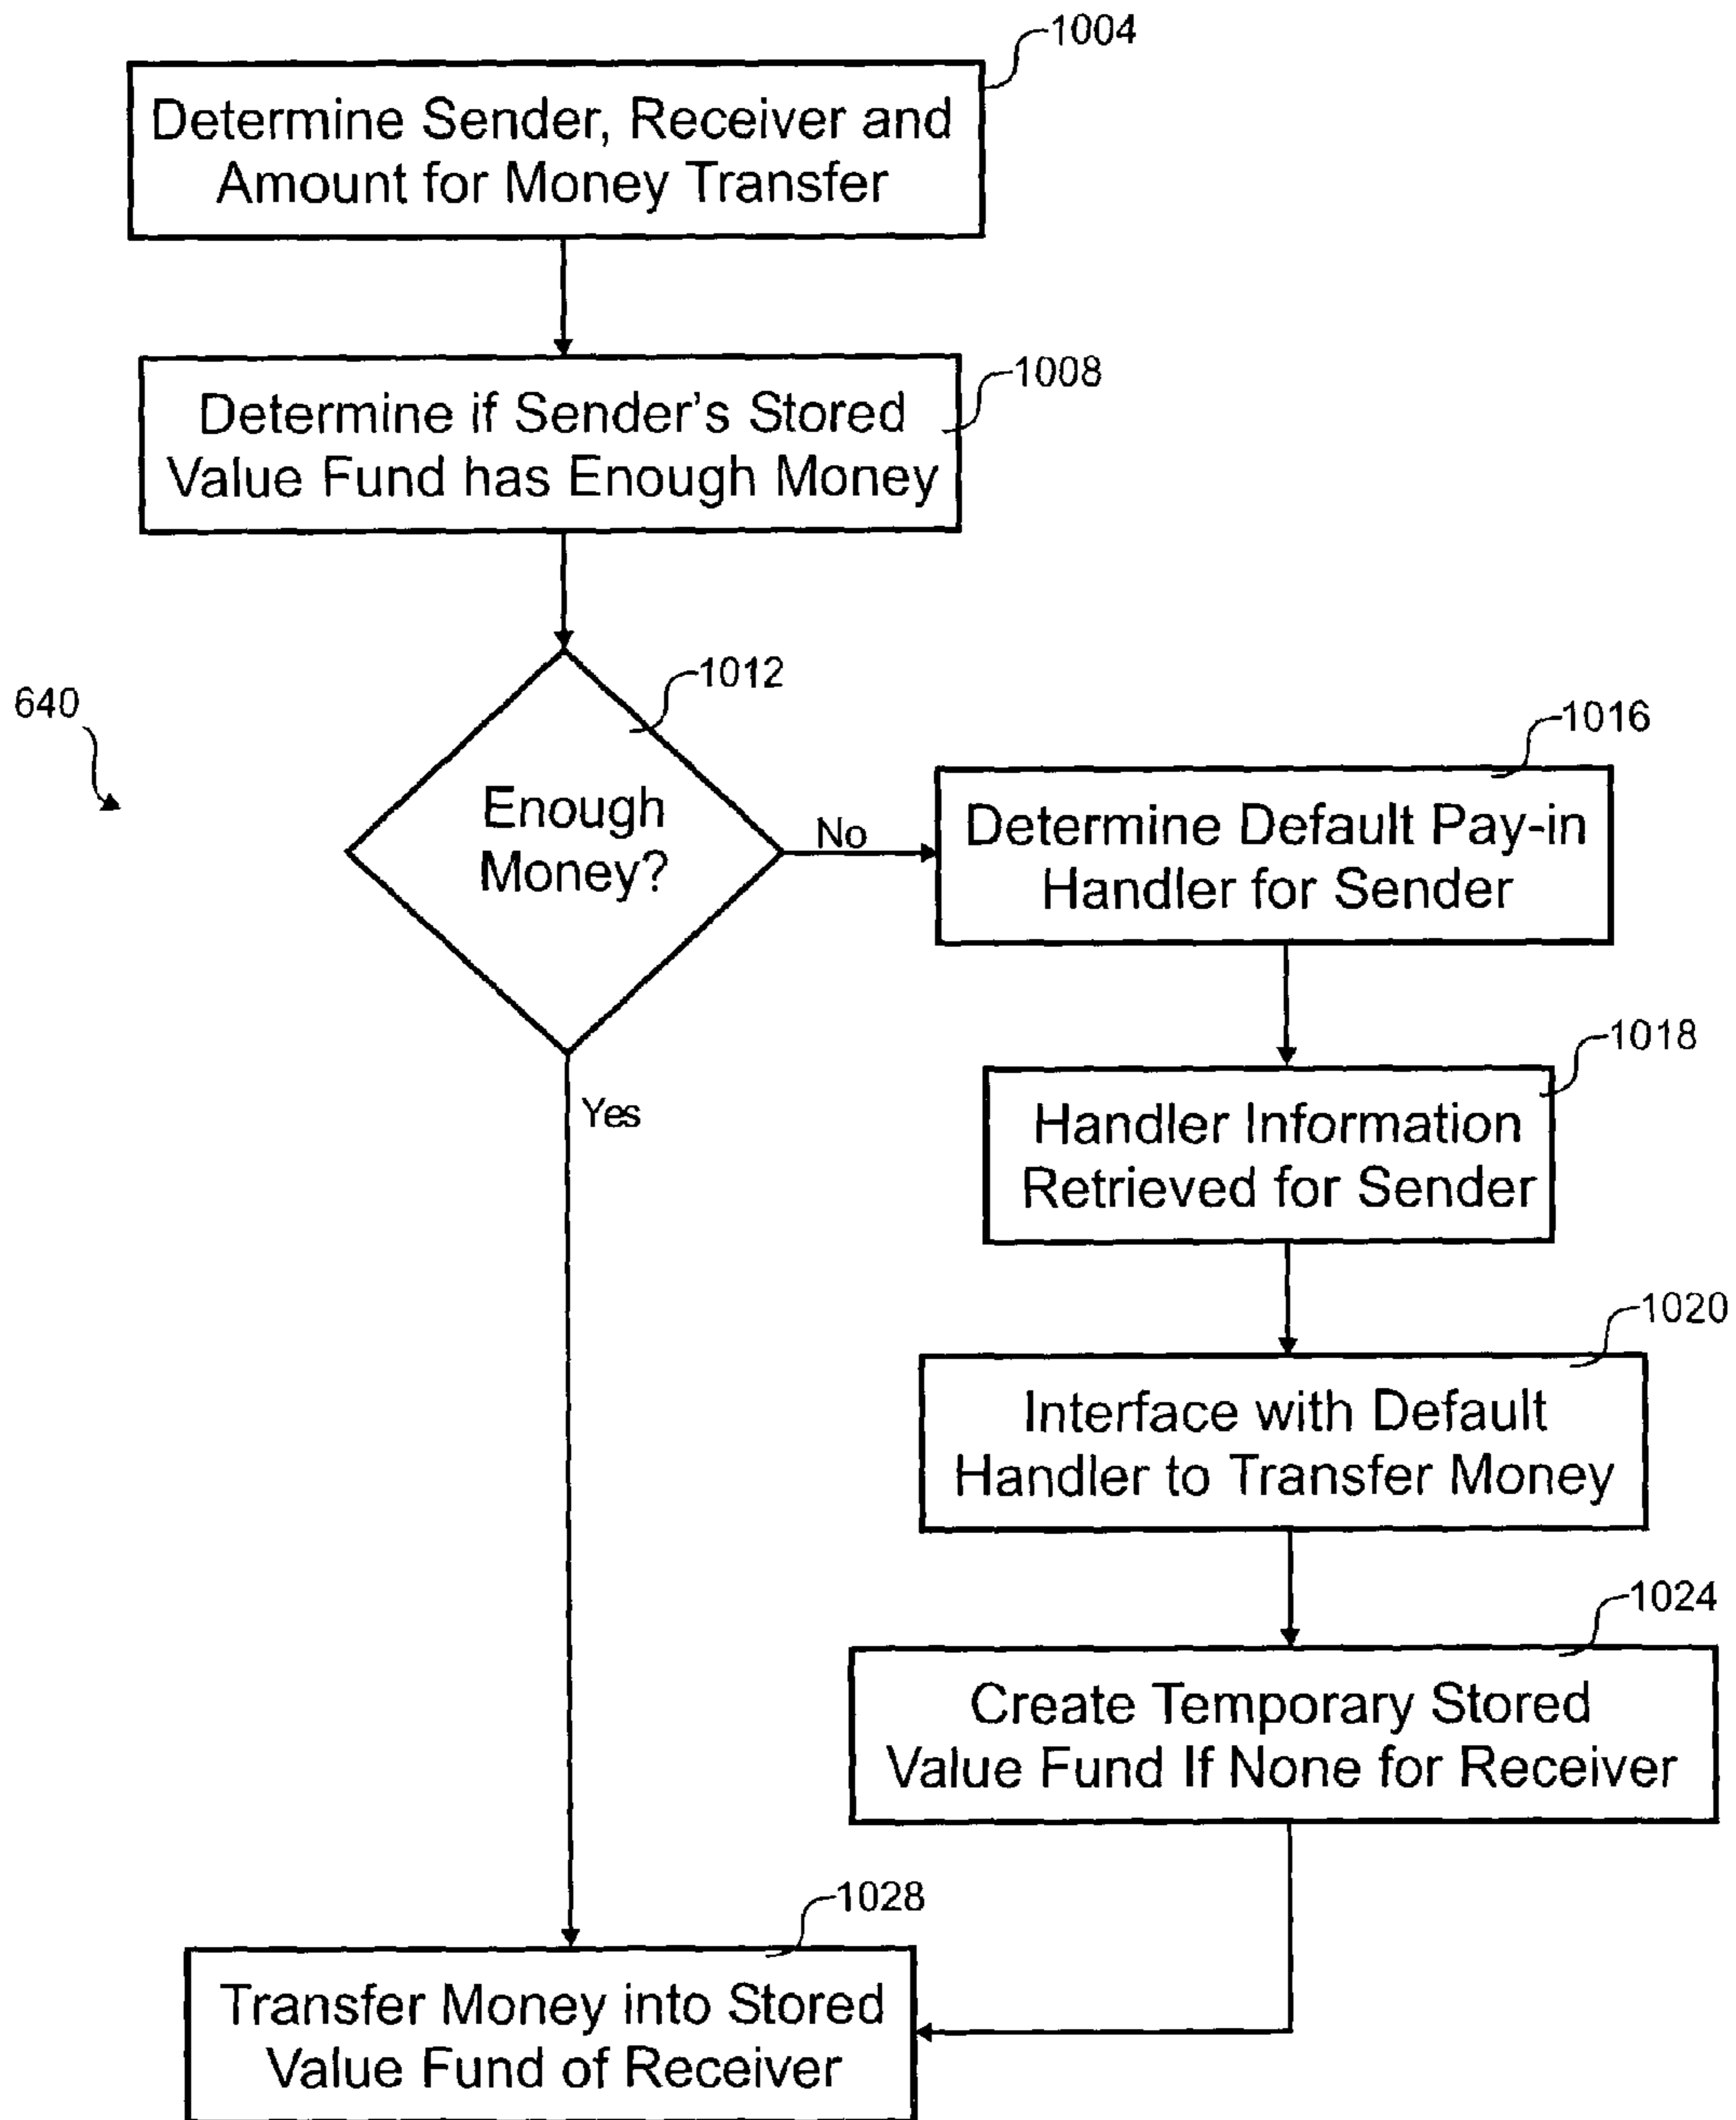 1004
Determine Sender, Receiver and
Amount for Money Transfer
1008
Determine if Sender's Stored
Value Fund has Enough Money
1012
640
Enough
Money?
No
1016
Determine Default Pay-in
Handler for Sender
Yes
1018
Handler Information
Retrieved for Sender
1020
Interface with Default
Handler to Transfer Money
1024
Create Temporary Stored
Value Fund If None for Receiver
1028
Transfer Money into Stored
Value Fund of Receiver